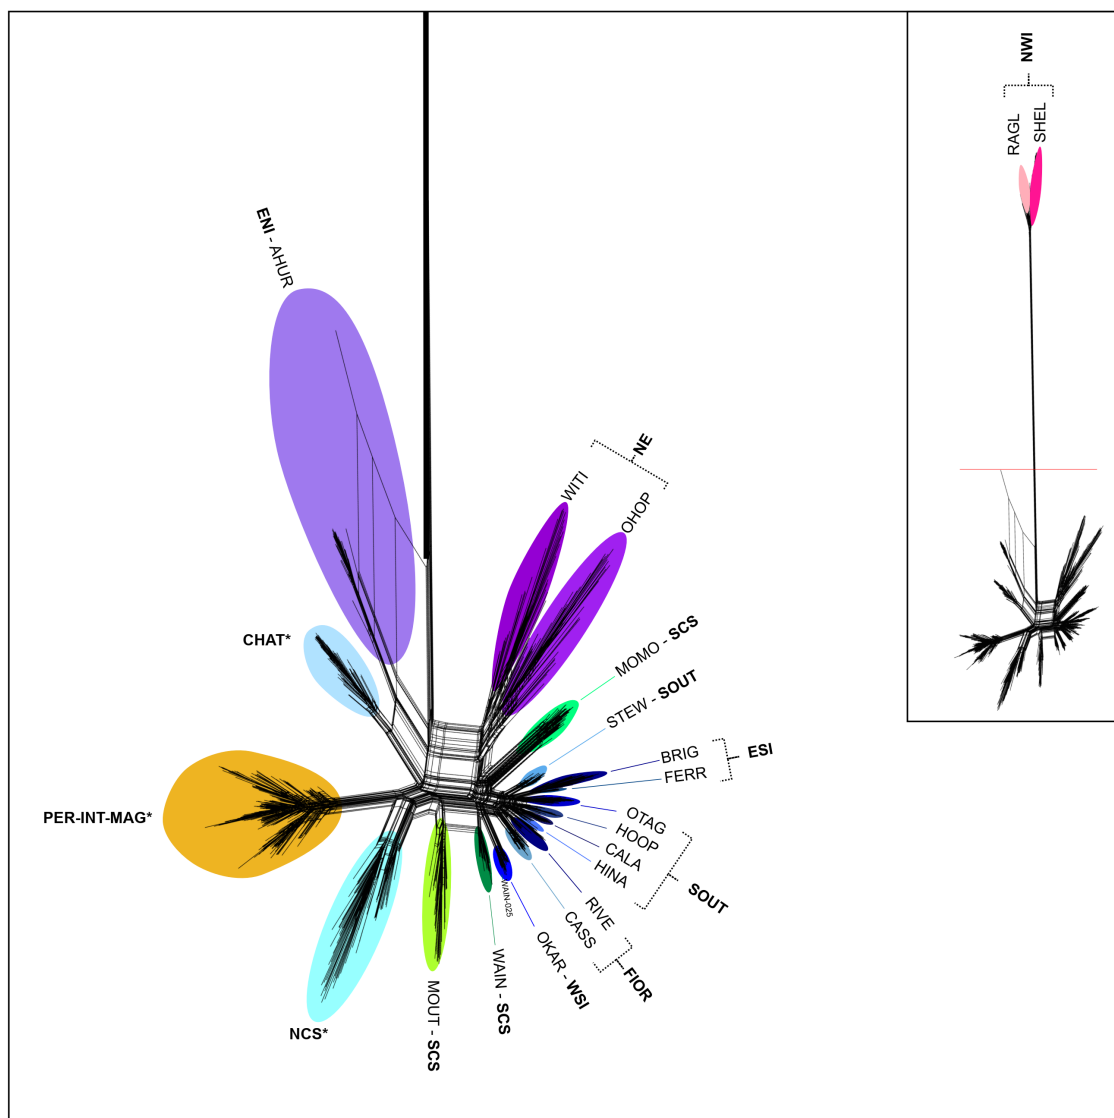 NWI
RAGL
SHEL
ENI - AHUR
NE
WITI
OHOP
CHAT*
MOMO - SCS
STEW - SOUT
BRIG
FERR
ESI
PER-INT-MAG*
OTAG
HOOP
CALA
HINA
SOUT
RIVE
CASS
FIOR
WAIN-025
OKAR - WSI
WAIN - SCS
MOUT - SCS
NCS*